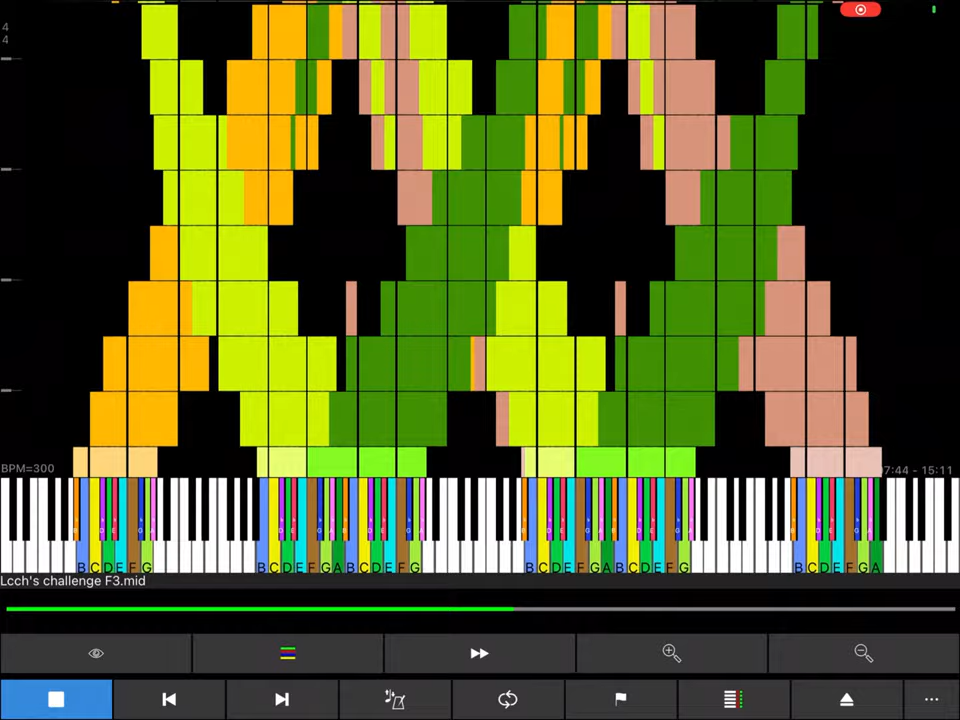 4
4
BPM=300
07:44 - 15:11
B C D E F G
B C D E F G A B C D E F G
B C D E F G A B C D E F G
B C D E F G A
Lcch's challenge F3.mid